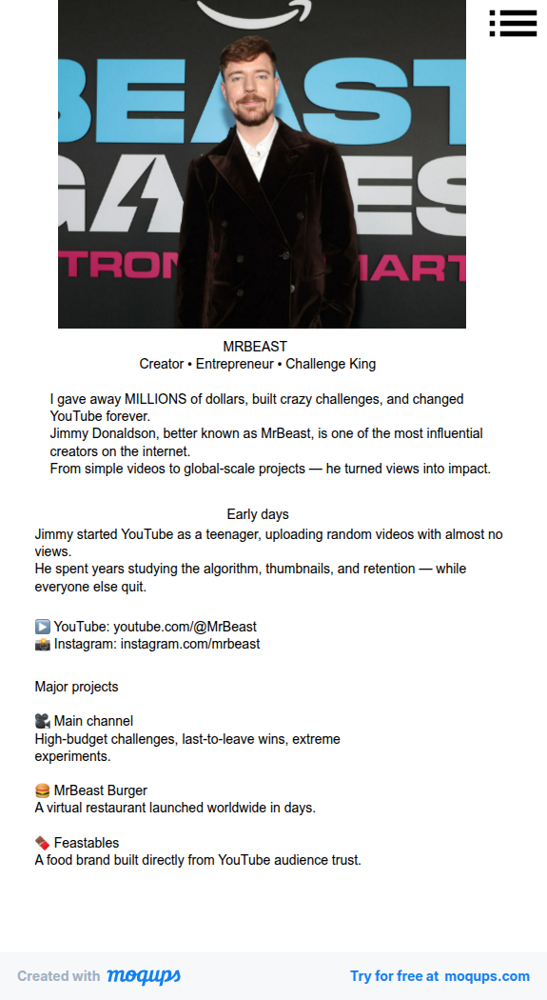 BEAST
GAMES
STRONG SMART
MRBEAST
Creator • Entrepreneur • Challenge King
I gave away MILLIONS of dollars, built crazy challenges, and changed
YouTube forever.
Jimmy Donaldson, better known as MrBeast, is one of the most influential
creators on the internet.
From simple videos to global-scale projects — he turned views into impact.
Early days
Jimmy started YouTube as a teenager, uploading random videos with almost no
views.
He spent years studying the algorithm, thumbnails, and retention — while
everyone else quit.
▶️ YouTube: youtube.com/@MrBeast
📸 Instagram: instagram.com/mrbeast
Major projects
🎥 Main channel
High-budget challenges, last-to-leave wins, extreme
experiments.
🍔 MrBeast Burger
A virtual restaurant launched worldwide in days.
🍫 Feastables
A food brand built directly from YouTube audience trust.
Created with moqups
Try for free at moqups.com